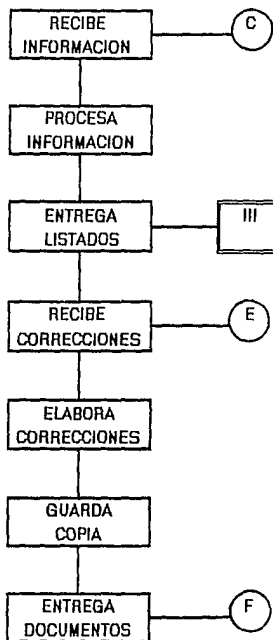 RECIBE
INFORMACION
C
PROCESA
INFORMACION
ENTREGA
LISTADOS
III
RECIBE
CORRECCIONES
E
ELABORA
CORRECCIONES
GUARDA
COPIA
ENTREGA
DOCUMENTOS
F